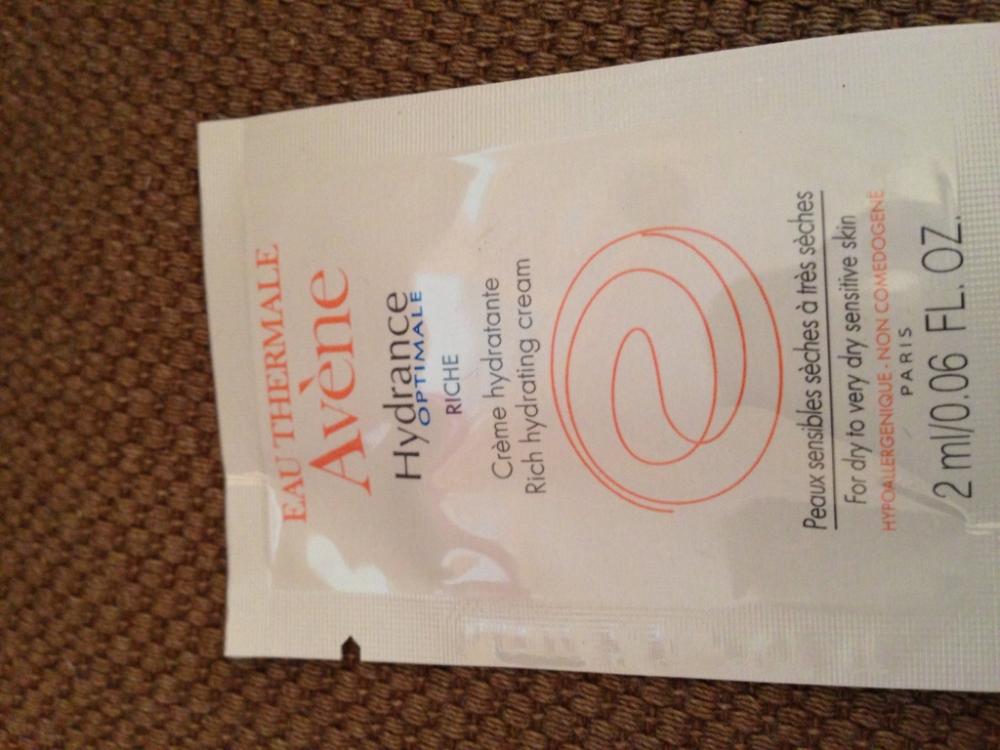 EAU THERMALE
Avène
Hydrance
OPTIMALE
RICHE
Crème hydratante
Rich hydrating cream
Peaux sensibles sèches à très sèches
For dry to very dry sensitive skin
HYPOALLERGENIQUE - NON COMEDOGENE
PARIS
2 ml/0.06 FL. OZ.